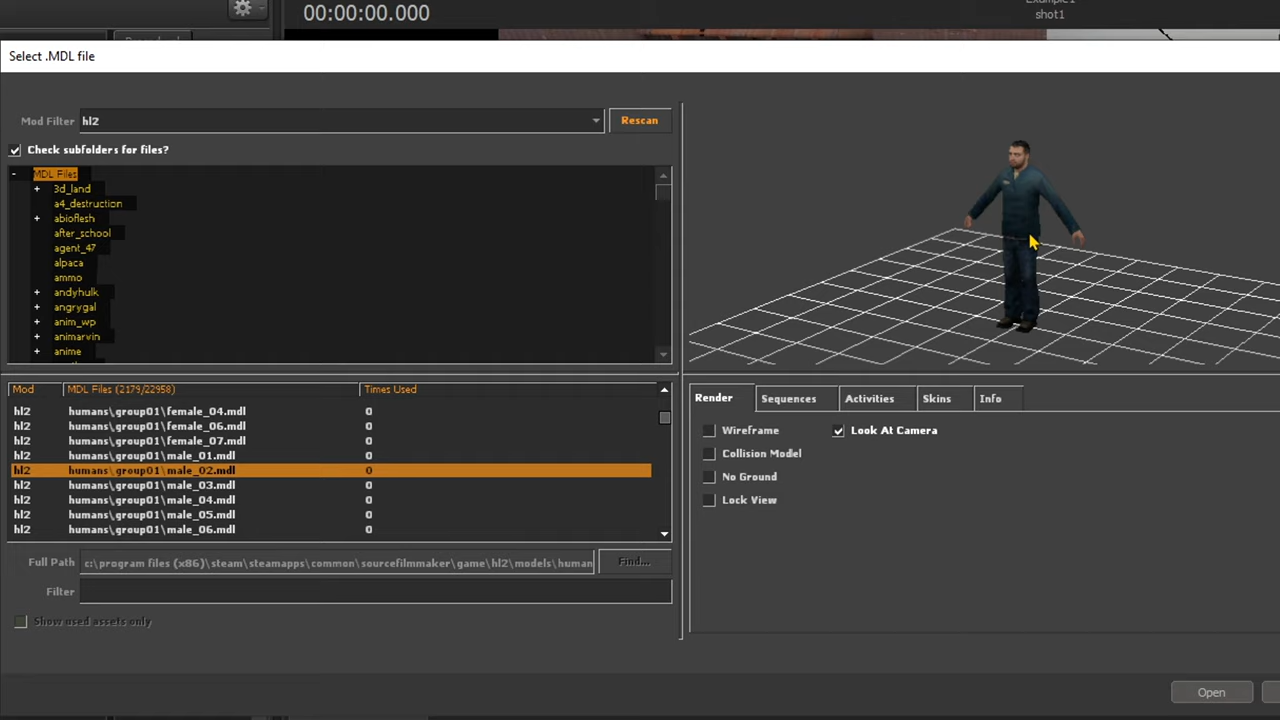 00:00:00.000
shot1
Select .MDL file
Mod Filter hl2 Rescan
Check subfolders for files?
MDL Files
3d_land
a4_destruction
abioflesh
after_school
agent_47
alpaca
ammo
andyhulk
angrygal
anim_wp
animarvin
anime
Mod MDL Files (2179/22958) Times Used
hl2 humans\group01\female_04.mdl 0
hl2 humans\group01\female_06.mdl 0
hl2 humans\group01\female_07.mdl 0
hl2 humans\group01\male_01.mdl 0
hl2 humans\group01\male_02.mdl 0
hl2 humans\group01\male_03.mdl 0
hl2 humans\group01\male_04.mdl 0
hl2 humans\group01\male_05.mdl 0
hl2 humans\group01\male_06.mdl 0
Full Path c:\program files (x86)\steam\steamapps\common\sourcefilmmaker\game\hl2\models\human Find...
Filter
Show used assets only
Render Sequences Activities Skins Info
Wireframe Look At Camera
Collision Model
No Ground
Lock View
Open